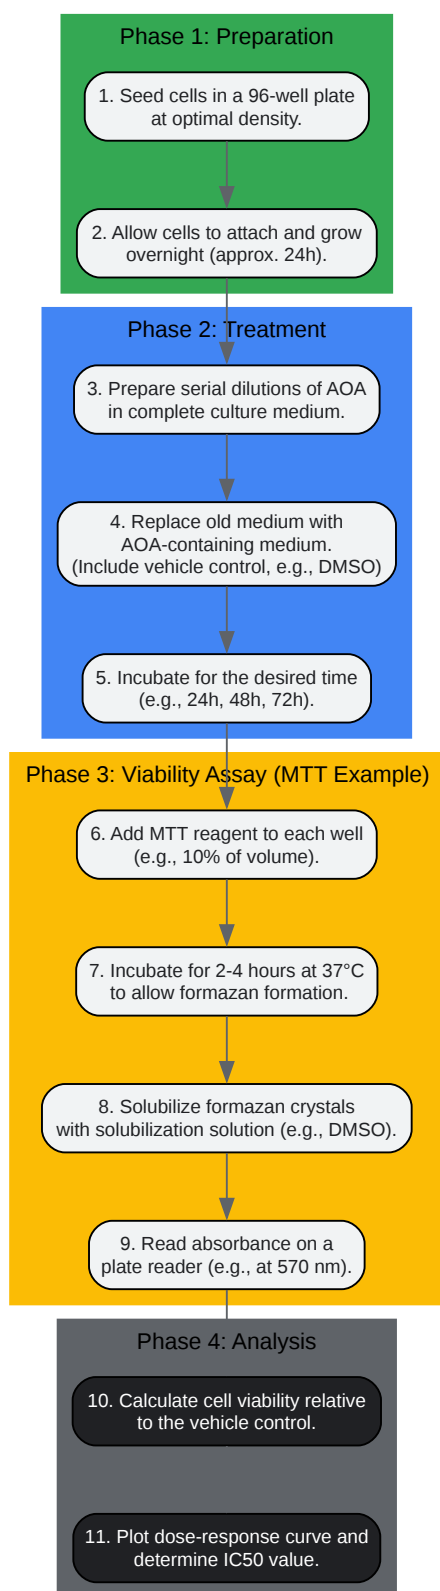 Phase 1: Preparation
1. Seed cells in a 96-well plate
at optimal density.
2. Allow cells to attach and grow
overnight (approx. 24h).
Phase 2: Treatment
3. Prepare serial dilutions of AOA
in complete culture medium.
4. Replace old medium with
AOA-containing medium.
(Include vehicle control, e.g., DMSO)
5. Incubate for the desired time
(e.g., 24h, 48h, 72h).
Phase 3: Viability Assay (MTT Example)
6. Add MTT reagent to each well
(e.g., 10% of volume).
7. Incubate for 2-4 hours at 37°C
to allow formazan formation.
8. Solubilize formazan crystals
with solubilization solution (e.g., DMSO).
9. Read absorbance on a
plate reader (e.g., at 570 nm).
Phase 4: Analysis
10. Calculate cell viability relative
to the vehicle control.
11. Plot dose-response curve and
determine IC50 value.